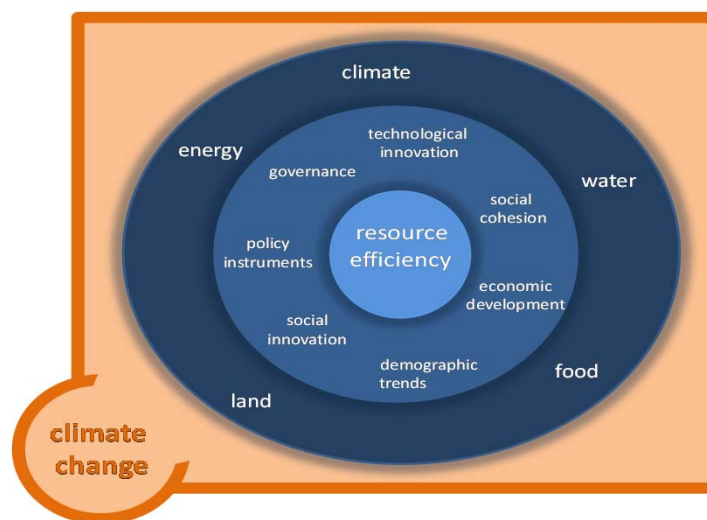 climate
energy
water
technological
innovation
governance
social
cohesion
policy
instruments
resource
efficiency
economic
development
social
innovation
demographic
trends
land
food
climate
change